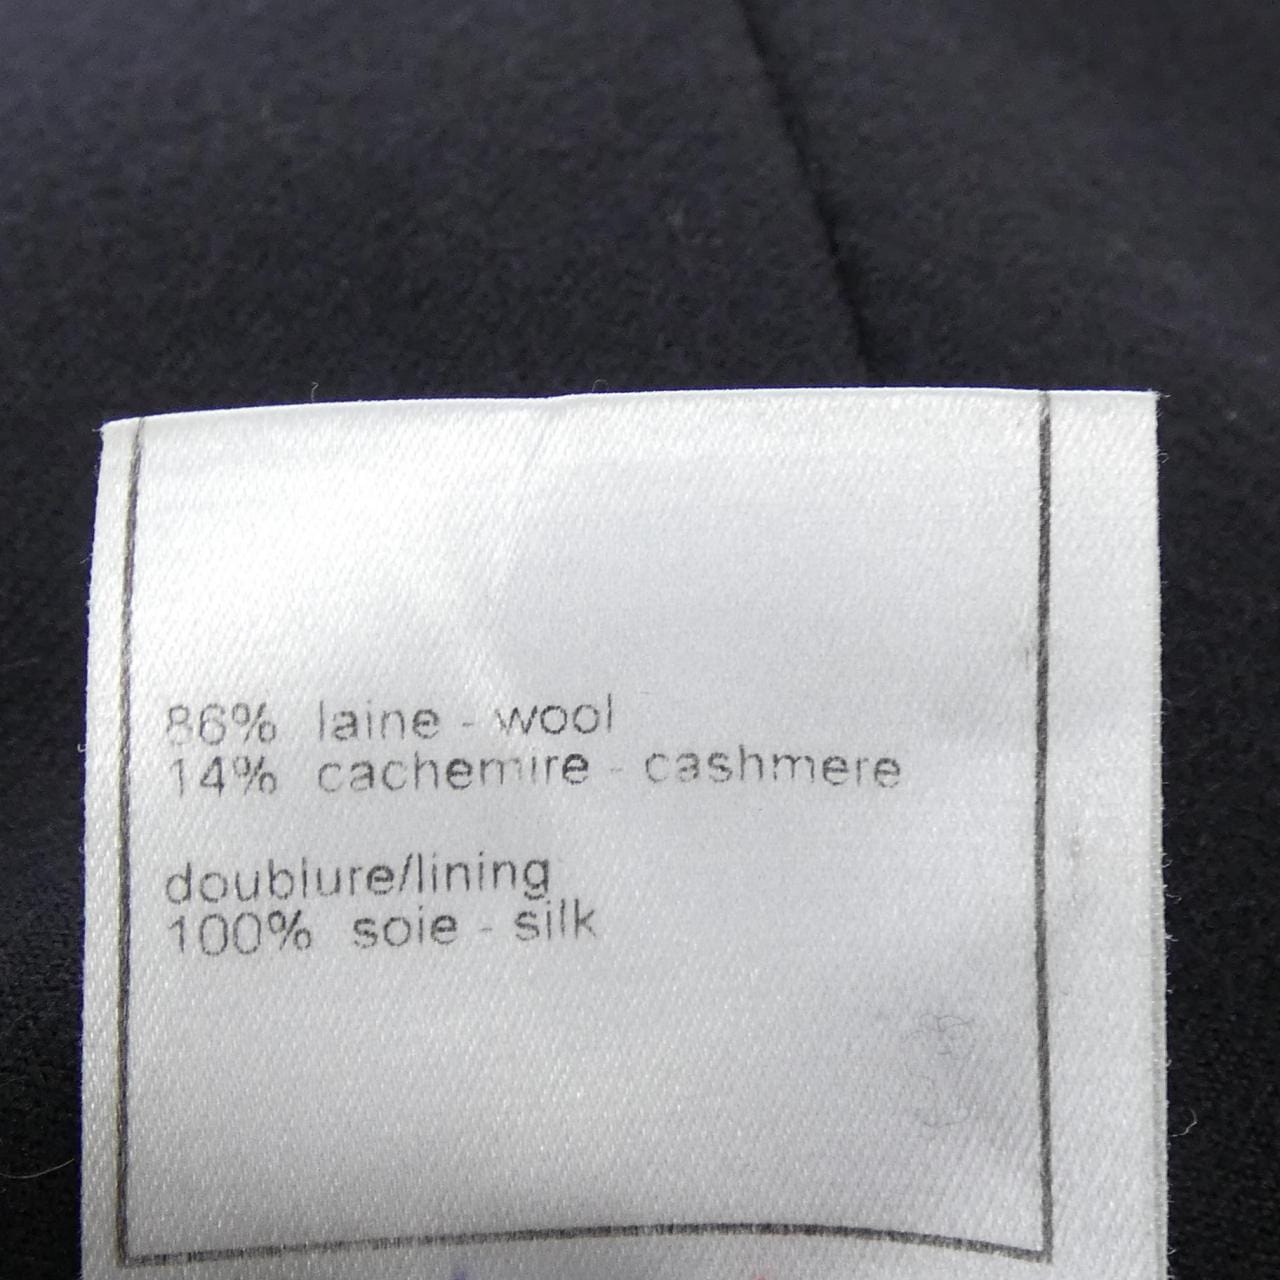 86% laine - wool
14% cachemire - cashmere
doublure/lining
100% soie - silk